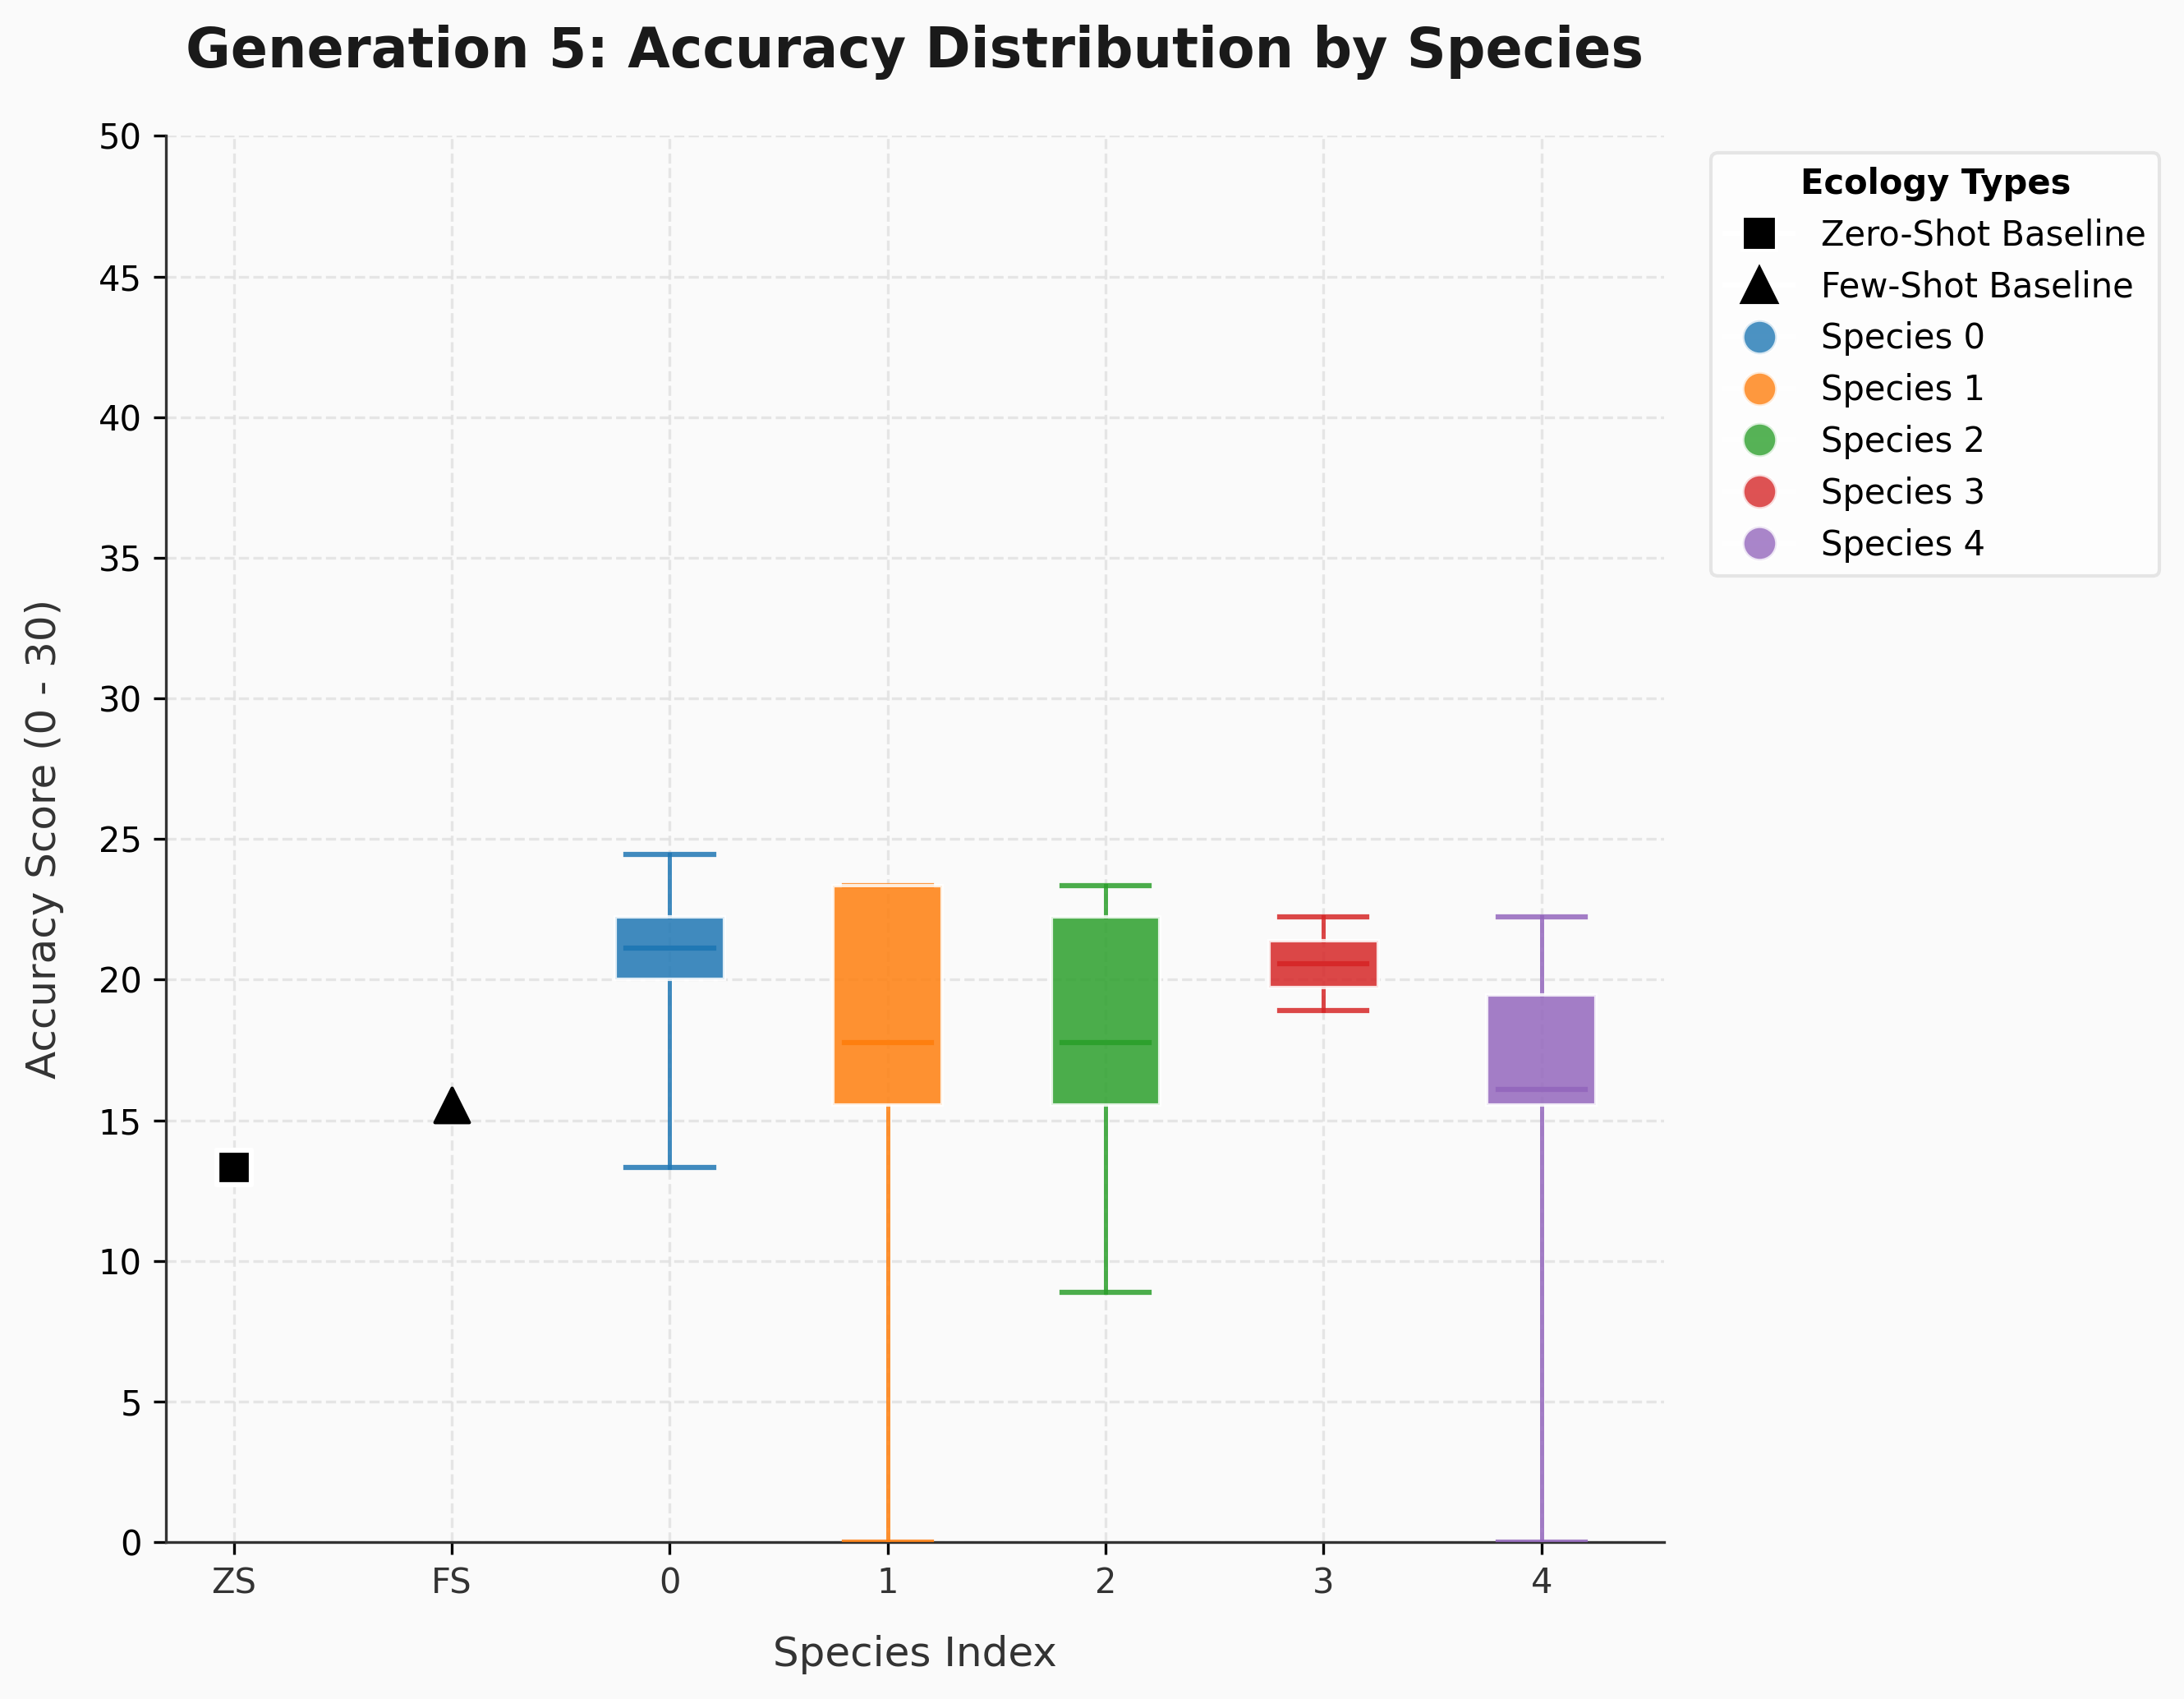 Generation 5: Accuracy Distribution by Species
Accuracy Score (0 - 30)
50
45
40
35
30
25
20
15
10
5
0
ZS FS 0 1 2 3 4
Species Index
Ecology Types
Zero-Shot Baseline
Few-Shot Baseline
Species 0
Species 1
Species 2
Species 3
Species 4